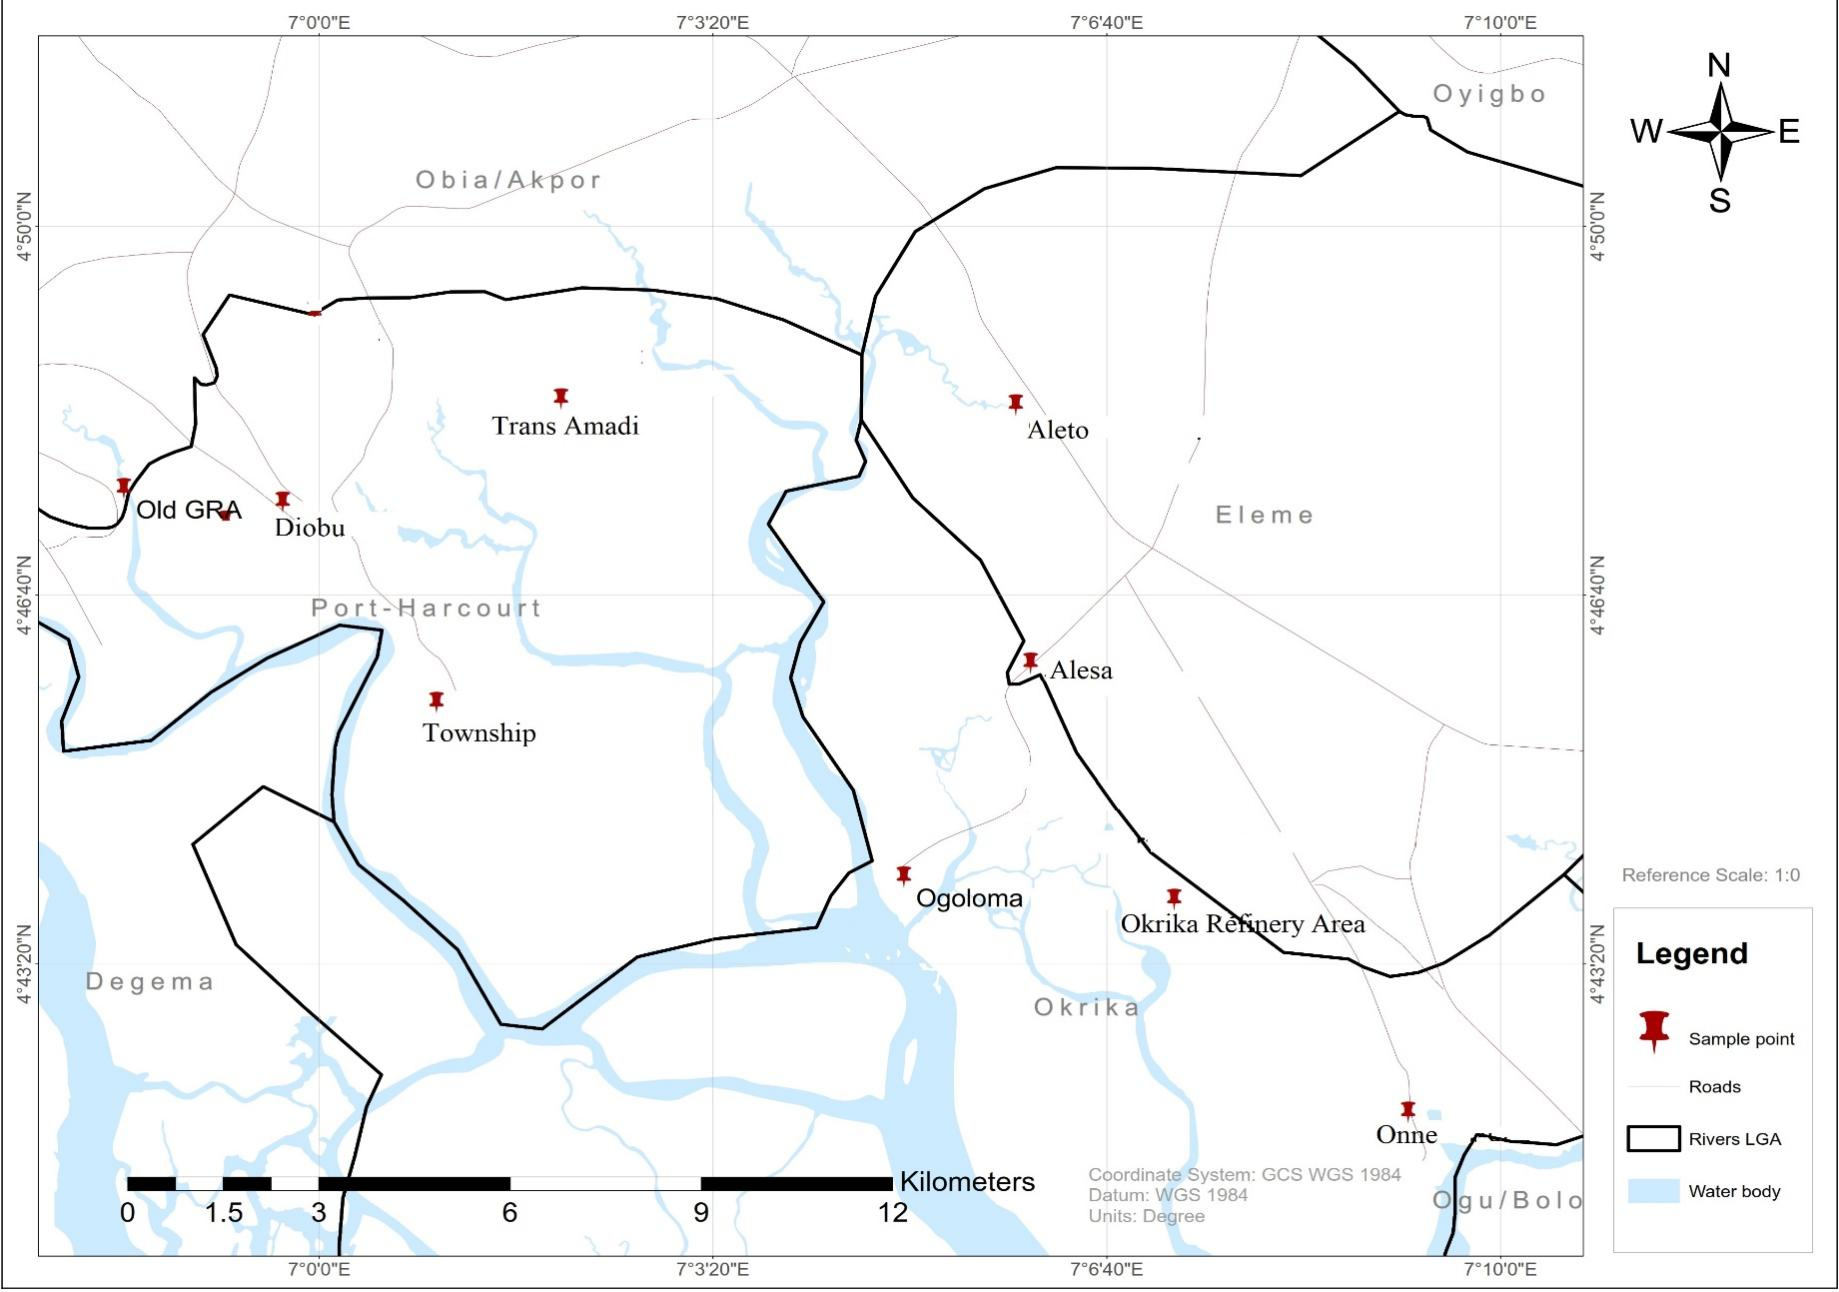 7°0'0"E
7°3'20"E
7°6'40"E
7°10'0"E
N
W
E
S
Oyigbo
Obia/Akpor
4°50'0"N
4°50'0"N
Trans Amadi
Aleto
Old GRA
Diobu
Eleme
4°46'40"N
4°46'40"N
Port-Harcourt
Alesa
Township
Reference Scale: 1:0
Ogoloma
Okrika Refinery Area
4°43'20"N
4°43'20"N
Degema
Okrika
Legend
Sample point
Roads
Rivers LGA
Water body
Onne
Ogu/Bolo
Kilometers
0
1.5
3
6
9
12
Coordinate System: GCS WGS 1984
Datum: WGS 1984
Units: Degree
7°0'0"E
7°3'20"E
7°6'40"E
7°10'0"E